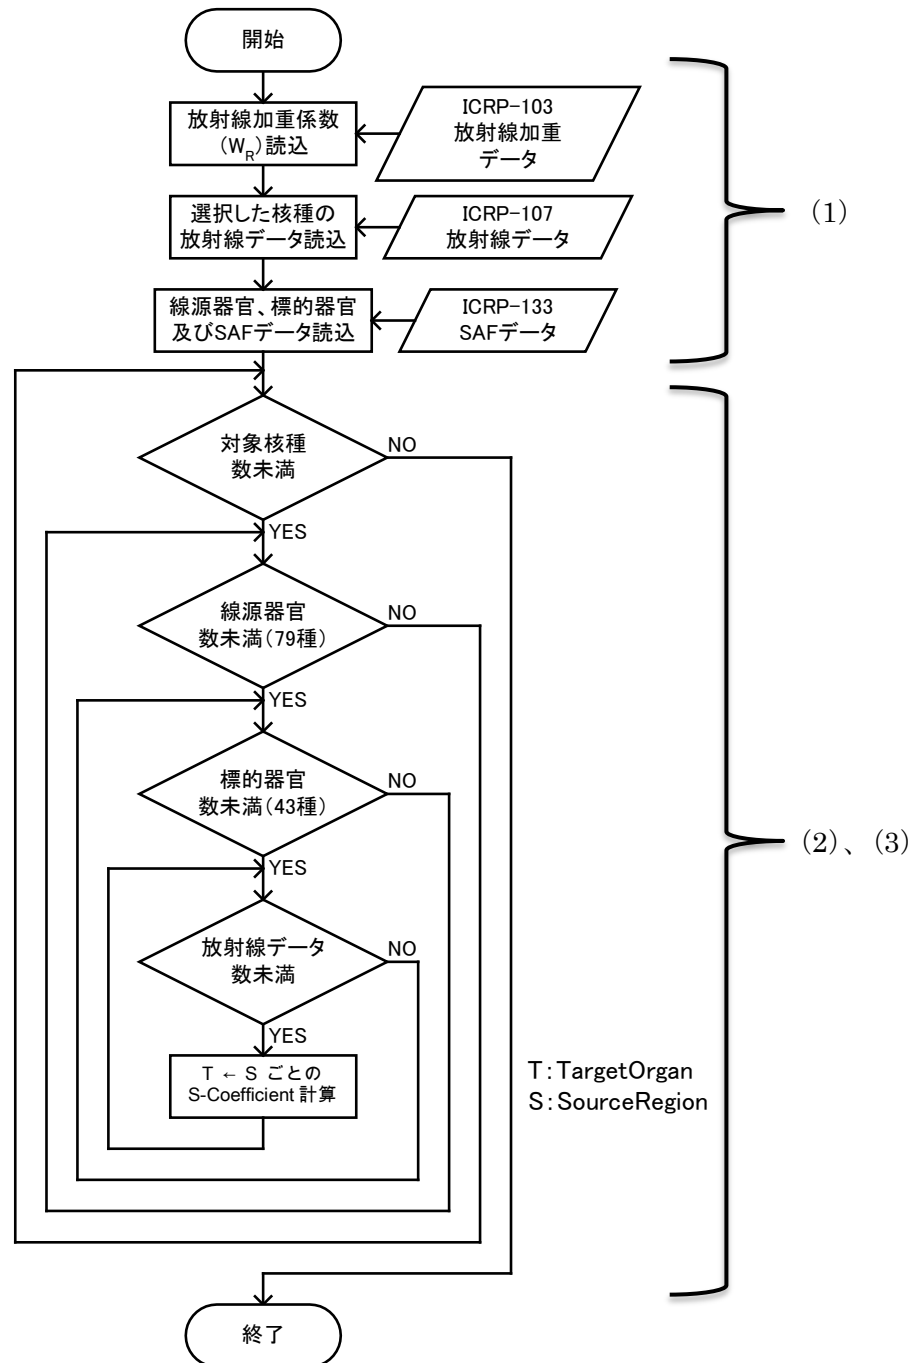 開始
放射線加重係数
(WR)読込
ICRP-103
放射線加重
データ
選択した核種の
放射線データ読込
ICRP-107
放射線データ
(1)
線源器官、標的器官
及びSAFデータ読込
ICRP-133
SAFデータ
対象核種
数未満
NO
YES
線源器官
数未満(79種)
NO
YES
標的器官
数未満(43種)
NO
YES
(2)、(3)
放射線データ
数未満
NO
YES
T ← S ごとの
S-Coefficient 計算
T:TargetOrgan
S:SourceRegion
終了